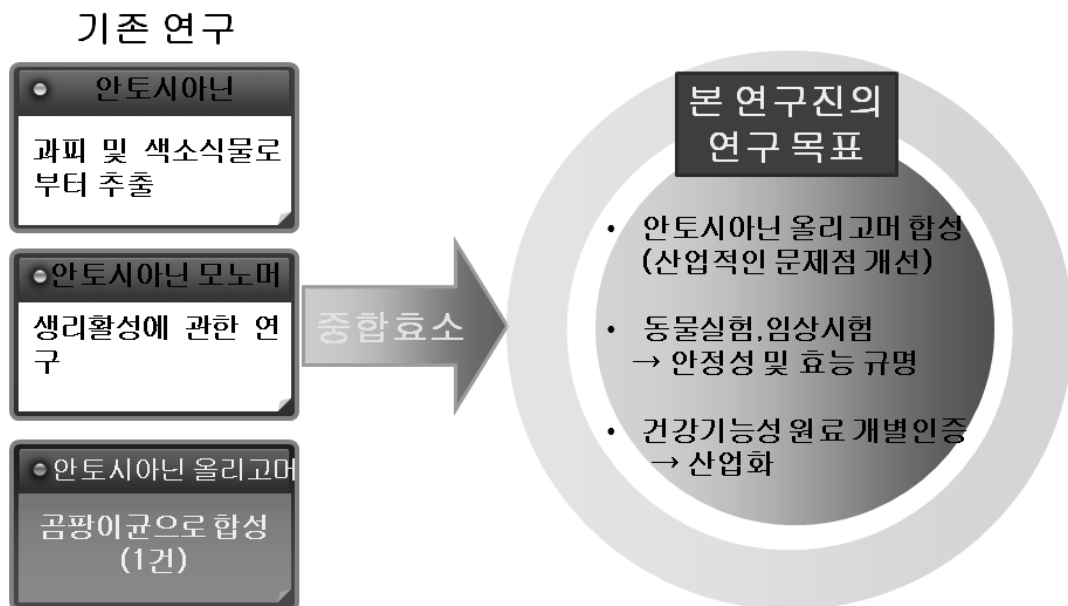 기존 연구
안토시아닌
과피 및 색소식물로
부터 추출
안토시아닌 모노머
생리활성에 관한 연
구
안토시아닌 올리고머
곰팡이균으로 합성
(1건)
중합효소
본 연구진의
연구 목표
• 안토시아닌 올리고머 합성
(산업적인 문제점 개선)
• 동물실험,임상시험
→ 안정성 및 효능 규명
• 건강기능성 원료 개별인증
→ 산업화